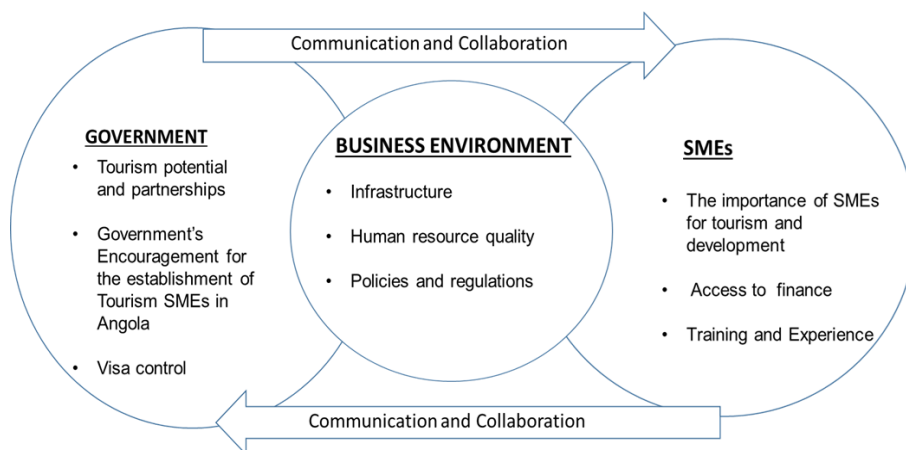 Communication and Collaboration
GOVERNMENT
• Tourism potential
and partnerships
• Government's
Encouragement for
the establishment of
Tourism SMEs in
Angola
• Visa control
BUSINESS ENVIRONMENT
• Infrastructure
• Human resource quality
• Policies and regulations
SMEs
• The importance of SMEs
for tourism and
development
• Access to finance
• Training and Experience
Communication and Collaboration